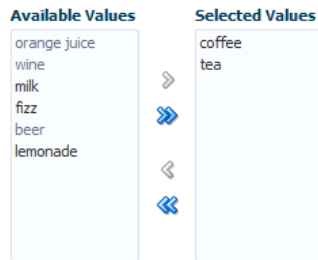 Available Values
orange juice
wine
milk
fizz
beer
lemonade
Selected Values
coffee
tea